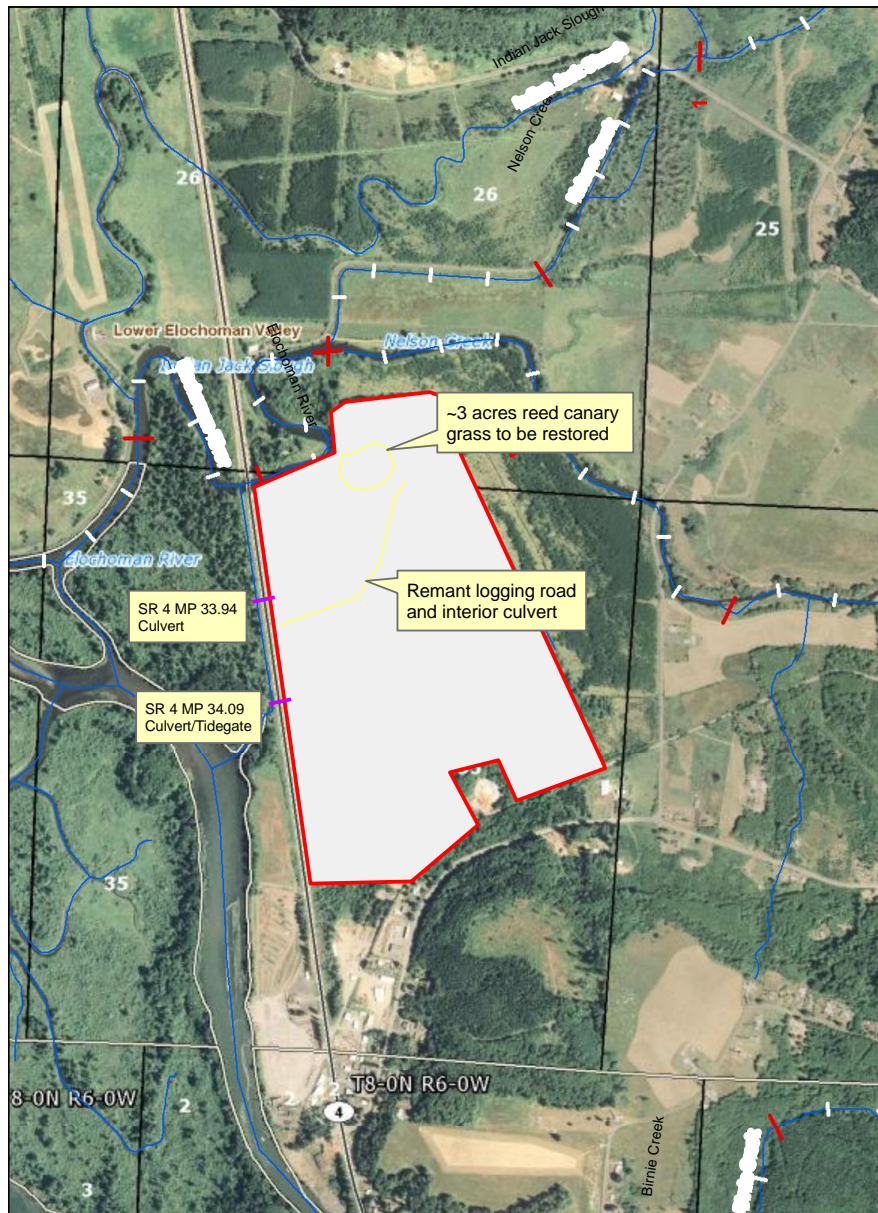 Indian Jack Slough
Nelson Creek
1
26
26
25
Lower Elochoman Valley
Nelson Creek
Indian Jack Slough
Elochoman River
~3 acres reed canary
grass to be restored
35
Elochoman River
Remant logging road
and interior culvert
SR 4 MP 33.94
Culvert
SR 4 MP 34.09
Culvert/Tidegate
35
T8-0N R6-0W
8-0N R6-0W
2
2
2
4
Birnie Creek
3